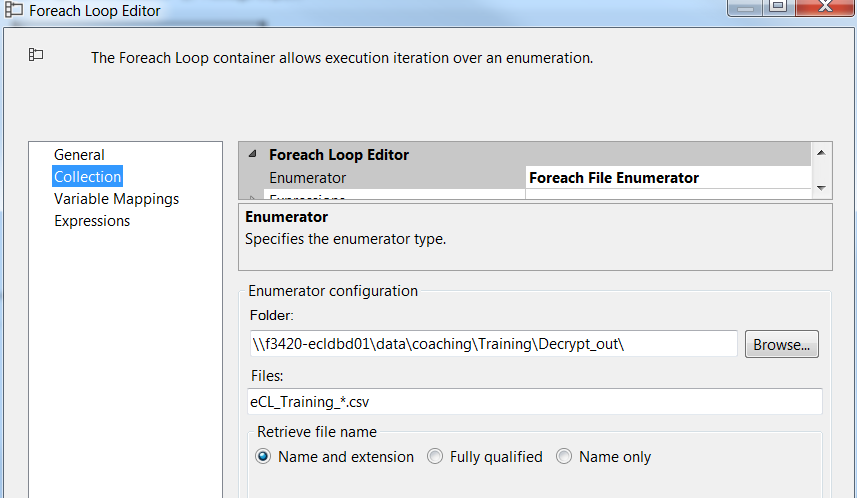 Foreach Loop Editor
The Foreach Loop container allows execution iteration over an enumeration.
General
Collection
Variable Mappings
Expressions
Foreach Loop Editor
Enumerator Foreach File Enumerator
Expressions
Enumerator
Specifies the enumerator type.
Enumerator configuration
Folder:
\\f3420-ecldbd01\data\coaching\Training\Decrypt_out\
Browse...
Files:
eCL_Training_*.csv
Retrieve file name
Name and extension Fully qualified Name only